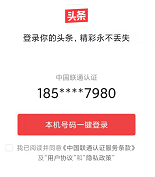 头条
登录你的头条，精彩永不丢失
中国联通认证
185****7980
本机号码一键登录
我已阅读并同意《中国联通认证服务条款》
及"用户协议"和"隐私政策"